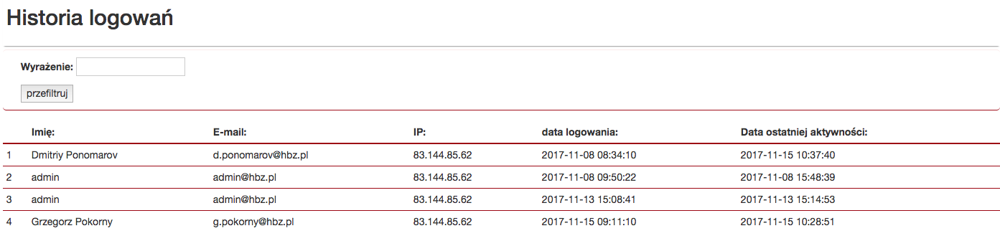 Historia logowań
Wyrażenie:
przefiltruj
Imię: E-mail: IP: data logowania: Data ostatniej aktywności:
1 Dmitriy Ponomarov d.ponomarov@hbz.pl 83.144.85.62 2017-11-08 08:34:10 2017-11-15 10:37:40
2 admin admin@hbz.pl 83.144.85.62 2017-11-08 09:50:22 2017-11-08 15:48:39
3 admin admin@hbz.pl 83.144.85.62 2017-11-13 15:08:41 2017-11-13 15:14:53
4 Grzegorz Pokorny g.pokorny@hbz.pl 83.144.85.62 2017-11-15 09:11:10 2017-11-15 10:28:51